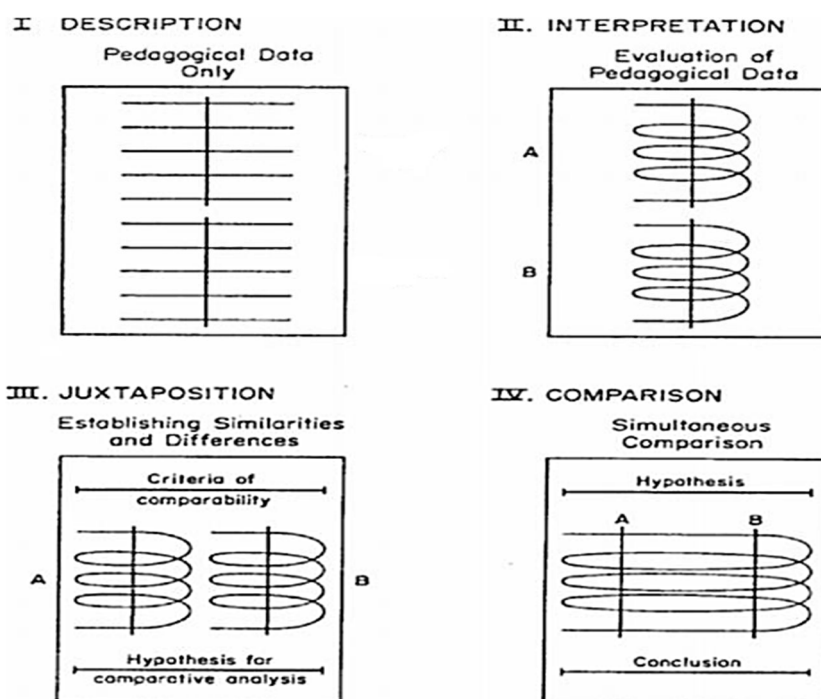 I DESCRIPTION
Pedagogical Data
Only
II. INTERPRETATION
Evaluation of
Pedagogical Data
A
B
III. JUXTAPOSITION
Establishing Similarities
and Differences
Criteria of
comparability
A
B
Hypothesis for
comparative analysis
IV. COMPARISON
Simultaneous
Comparison
Hypothesis
A B
Conclusion